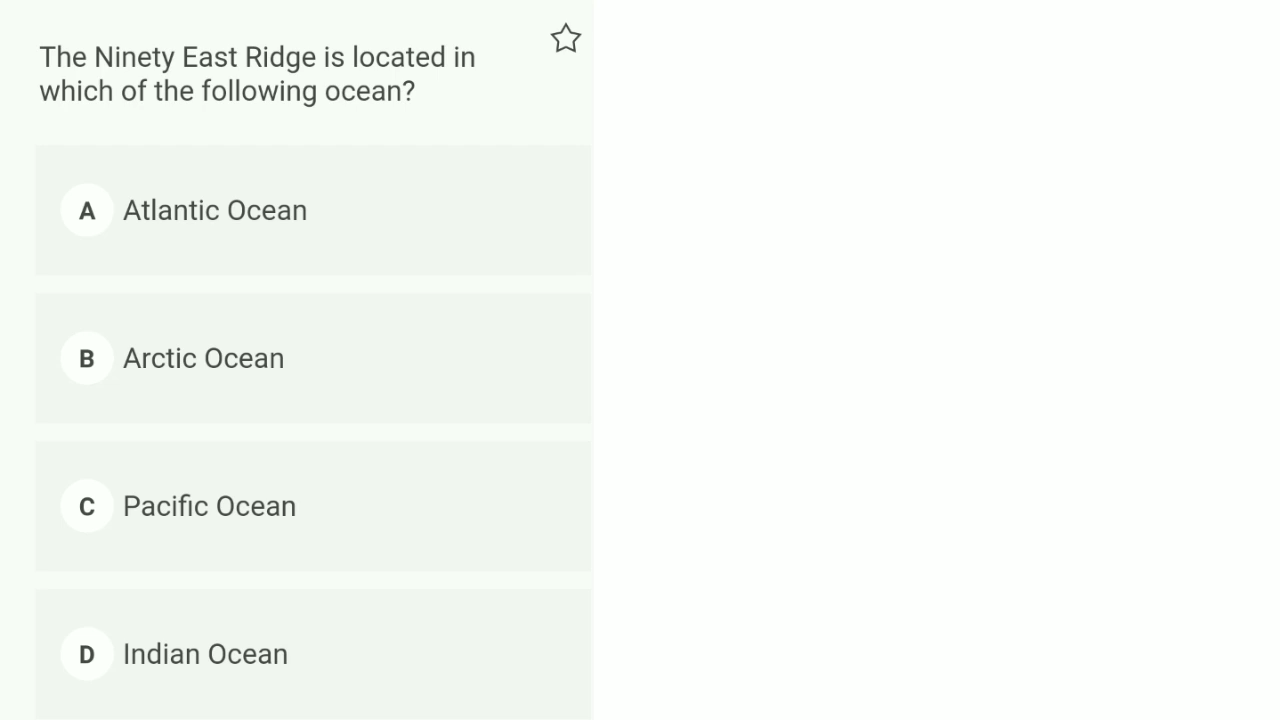 The Ninety East Ridge is located in
which of the following ocean?
A Atlantic Ocean
B Arctic Ocean
C Pacific Ocean
D Indian Ocean